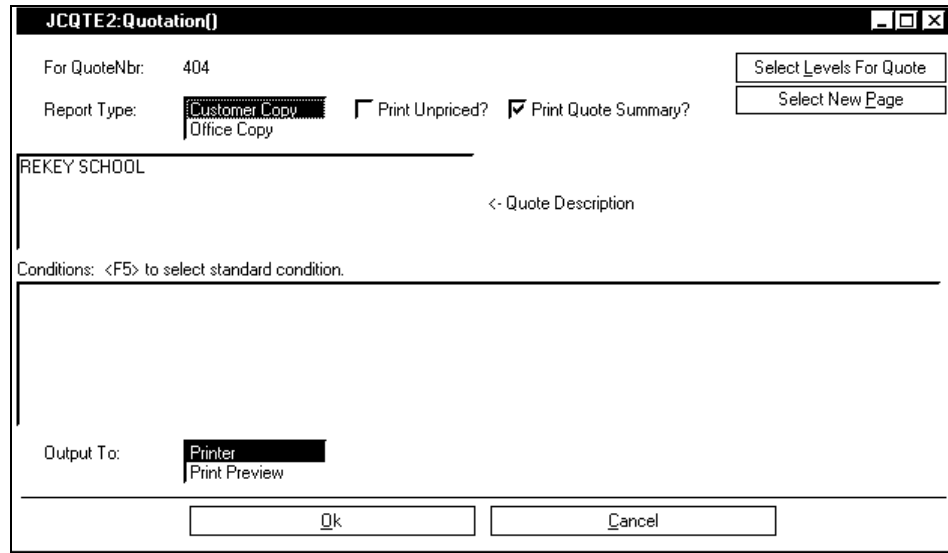 JCQTE2:Quotation()
For QuoteNbr: 404
Select Levels For Quote
Report Type: Customer Copy Print Unpriced? Print Quote Summary?
Select New Page
Office Copy
REKEY SCHOOL
<- Quote Description
Conditions: <F5> to select standard condition.
Output To: Printer
Print Preview
Ok Cancel